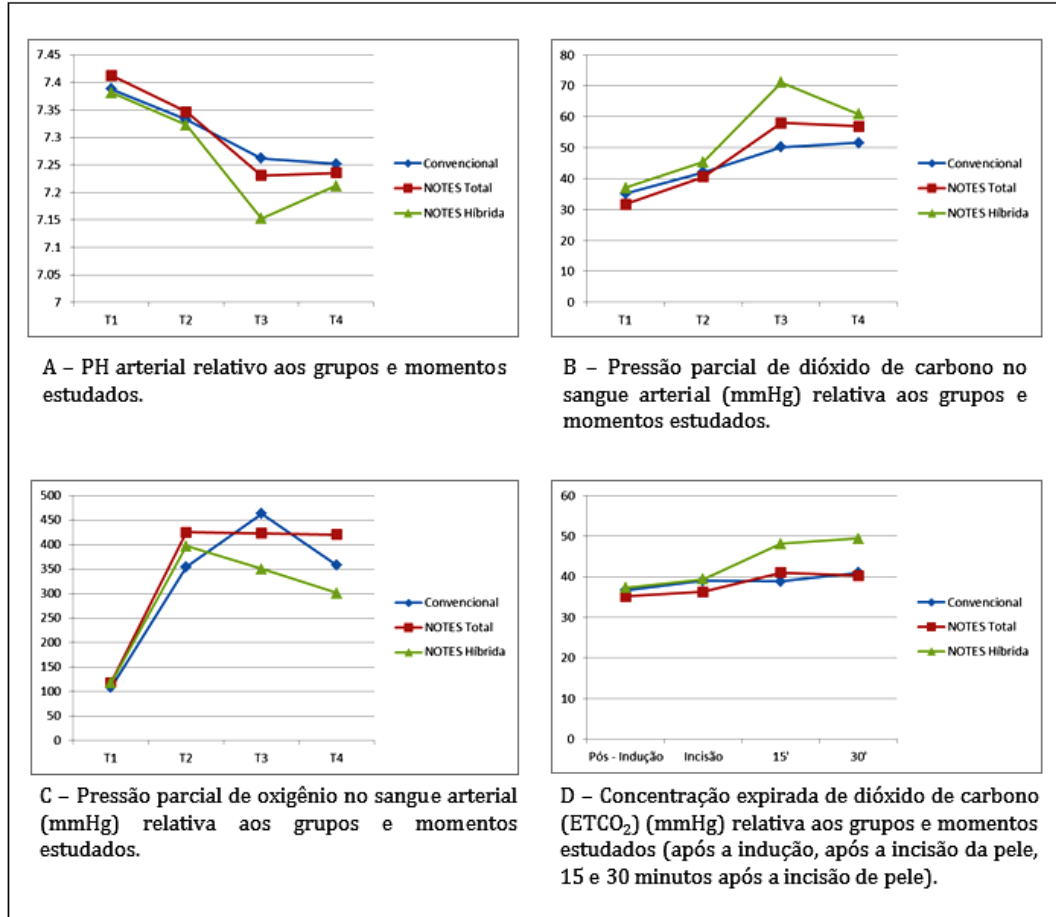 7.45
7.4
7.35
7.3
7.25
7.2
7.15
7.1
7.05
7
T1 T2 T3 T4
Convencional
NOTES Total
NOTES Híbrida
A – PH arterial relativo aos grupos e momentos
estudados.
80
70
60
50
40
30
20
10
0
T1 T2 T3 T4
Convencional
NOTES Total
NOTES Híbrida
B – Pressão parcial de dióxido de carbono no
sangue arterial (mmHg) relativa aos grupos e
momentos estudados.
500
450
400
350
300
250
200
150
100
50
0
T1 T2 T3 T4
Convencional
NOTES Total
NOTES Híbrida
C – Pressão parcial de oxigênio no sangue arterial
(mmHg) relativa aos grupos e momentos
estudados.
60
50
40
30
20
10
0
Pós - Indução Incisão 15' 30'
Convencional
NOTES Total
NOTES Híbrida
D – Concentração expirada de dióxido de carbono
(ETCO₂) (mmHg) relativa aos grupos e momentos
estudados (após a indução, após a incisão da pele,
15 e 30 minutos após a incisão de pele).